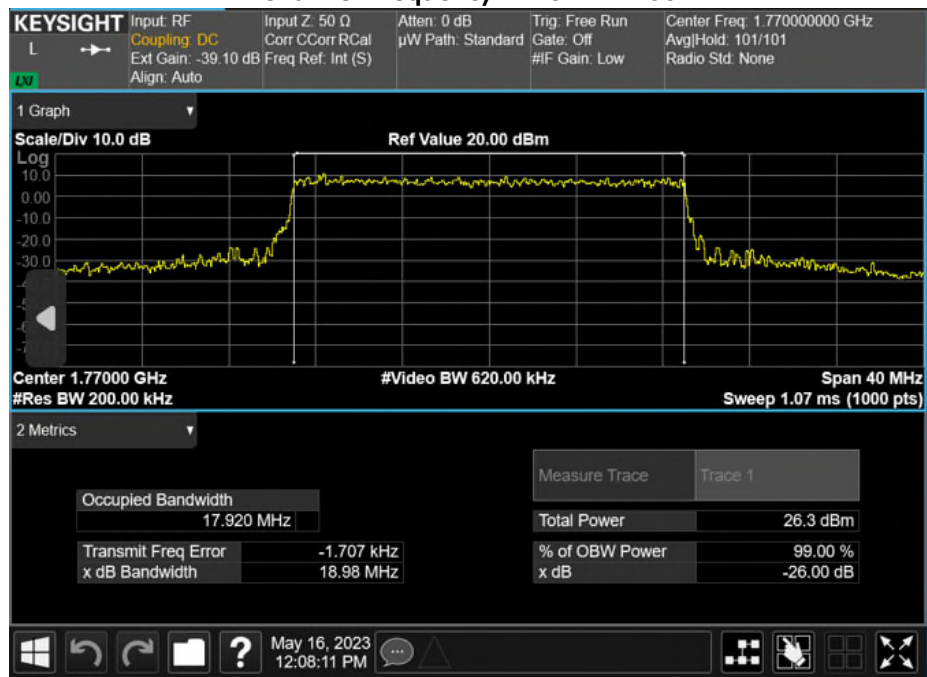 KEYSIGHT Input: RF Input Z: 50 Ω Atten: 0 dB Trig: Free Run Center Freq: 1.770000000 GHz
L Coupling: DC Corr CCorr RCal µW Path: Standard Gate: Off Avg|Hold: 101/101
Ext Gain: -39.10 dB Freq Ref: Int (S) #IF Gain: Low Radio Std: None
LXI Align: Auto
1 Graph
Scale/Div 10.0 dB Ref Value 20.00 dBm
Log
10.0
0.00
-10.0
-20.0
-30.0
Center 1.77000 GHz #Video BW 620.00 kHz Span 40 MHz
#Res BW 200.00 kHz Sweep 1.07 ms (1000 pts)
2 Metrics
Measure Trace Trace 1
Occupied Bandwidth
17.920 MHz Total Power 26.3 dBm
Transmit Freq Error -1.707 kHz % of OBW Power 99.00 %
x dB Bandwidth 18.98 MHz x dB -26.00 dB
? May 16, 2023
12:08:11 PM